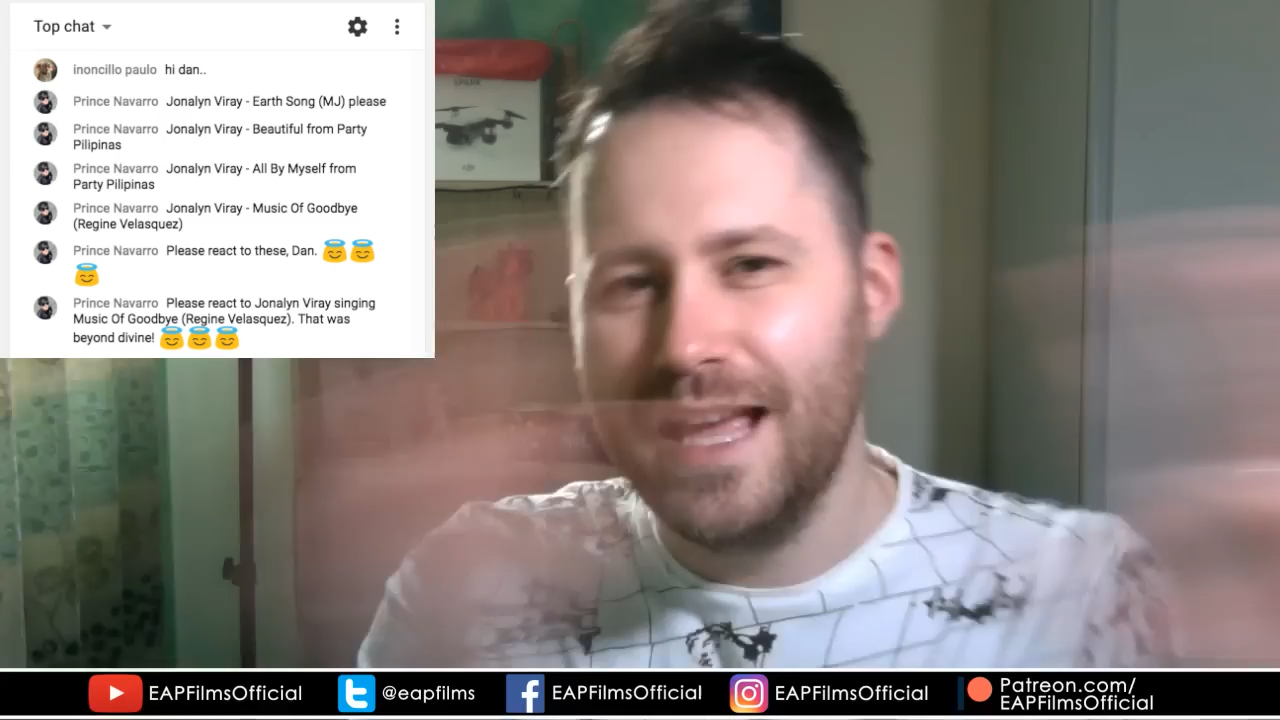 Top chat
inoncillo paulo hi dan..
Prince Navarro Jonalyn Viray - Earth Song (MJ) please
Prince Navarro Jonalyn Viray - Beautiful from Party
Pilipinas
Prince Navarro Jonalyn Viray - All By Myself from
Party Pilipinas
Prince Navarro Jonalyn Viray - Music Of Goodbye
(Regine Velasquez)
Prince Navarro Please react to these, Dan. 😇😇
😇
Prince Navarro Please react to Jonalyn Viray singing
Music Of Goodbye (Regine Velasquez). That was
beyond divine! 😇😇😇
SPARK
dji
EAPFilmsOfficial
@eapfilms
EAPFilmsOfficial
EAPFilmsOfficial
Patreon.com/
EAPFilmsOfficial